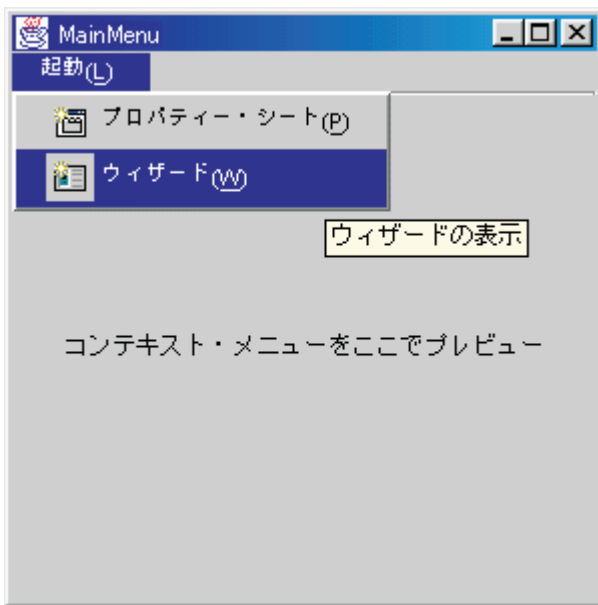 MainMenu
起動(L)
プロパティー・シート(P)
ウィザード(W)
ウィザードの表示
コンテキスト・メニューをここでプレビュー